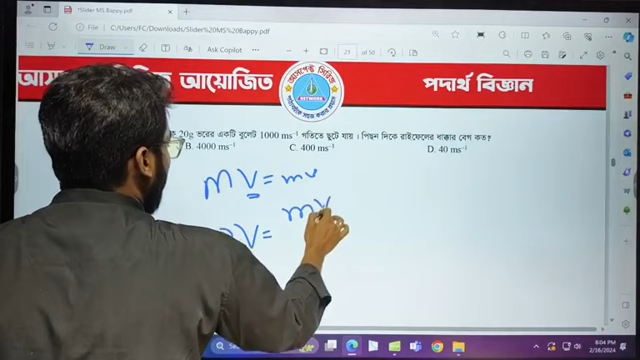 *Slider MS Bappy.pdf
File C:/Users/FC/Downloads/Slider%20MS%20Bappy.pdf
Draw Ask Copilot 21 of 50
আয়োজিত পদার্থ বিজ্ঞান
NETWORK
20g ভরের একটি বুলেট 1000 ms⁻¹ গতিতে ছুটে যায়। পিছন দিকে রাইফেলের ধাক্কার বেগ কত?
B. 4000 ms⁻¹ C. 400 ms⁻¹ D. 40 ms⁻¹
MV = mv
V = mv
8:04 PM
2/16/2024